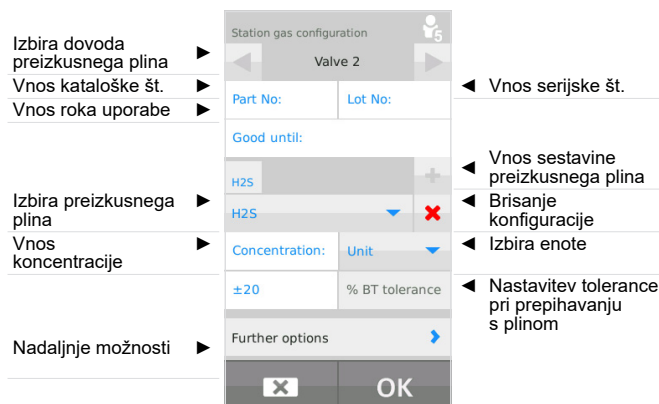 Station gas configuration
5
Izbira dovoda
preizkusnega plina
Valve 2
Vnos kataloške št.
Part No:
Lot No:
Vnos serijske št.
Vnos roka uporabe
Good until:
H2S
Vnos sestavine
preizkusnega plina
Izbira preizkusnega
plina
H2S
Brisanje
konfiguracije
Vnos
koncentracije
Concentration:
Unit
Izbira enote
±20
% BT tolerance
Nastavitev tolerance
pri prepihavanju
s plinom
Nadaljnje možnosti
Further options
OK